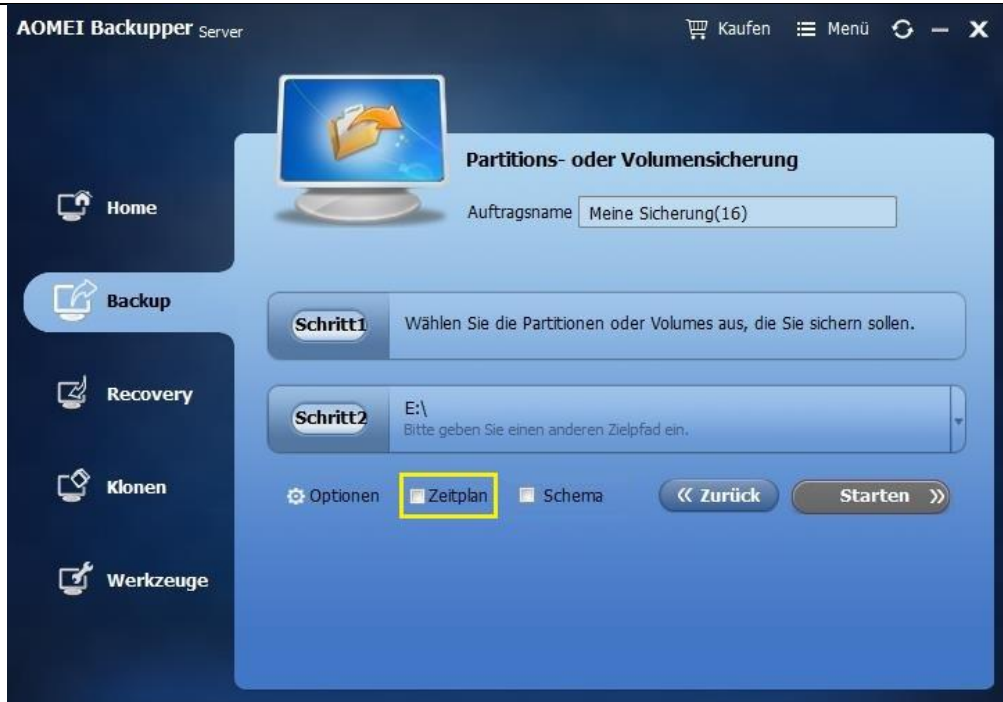 AOMEI Backupper Server
Kaufen
Menü
Partitions- oder Volumensicherung
Auftragsname Meine Sicherung(16)
Home
Backup
Recovery
Klonen
Werkzeuge
Schritt1 Wählen Sie die Partitionen oder Volumes aus, die Sie sichern sollen.
Schritt2 E:\
Bitte geben Sie einen anderen Zielpfad ein.
Optionen Zeitplan Schema Zurück Starten